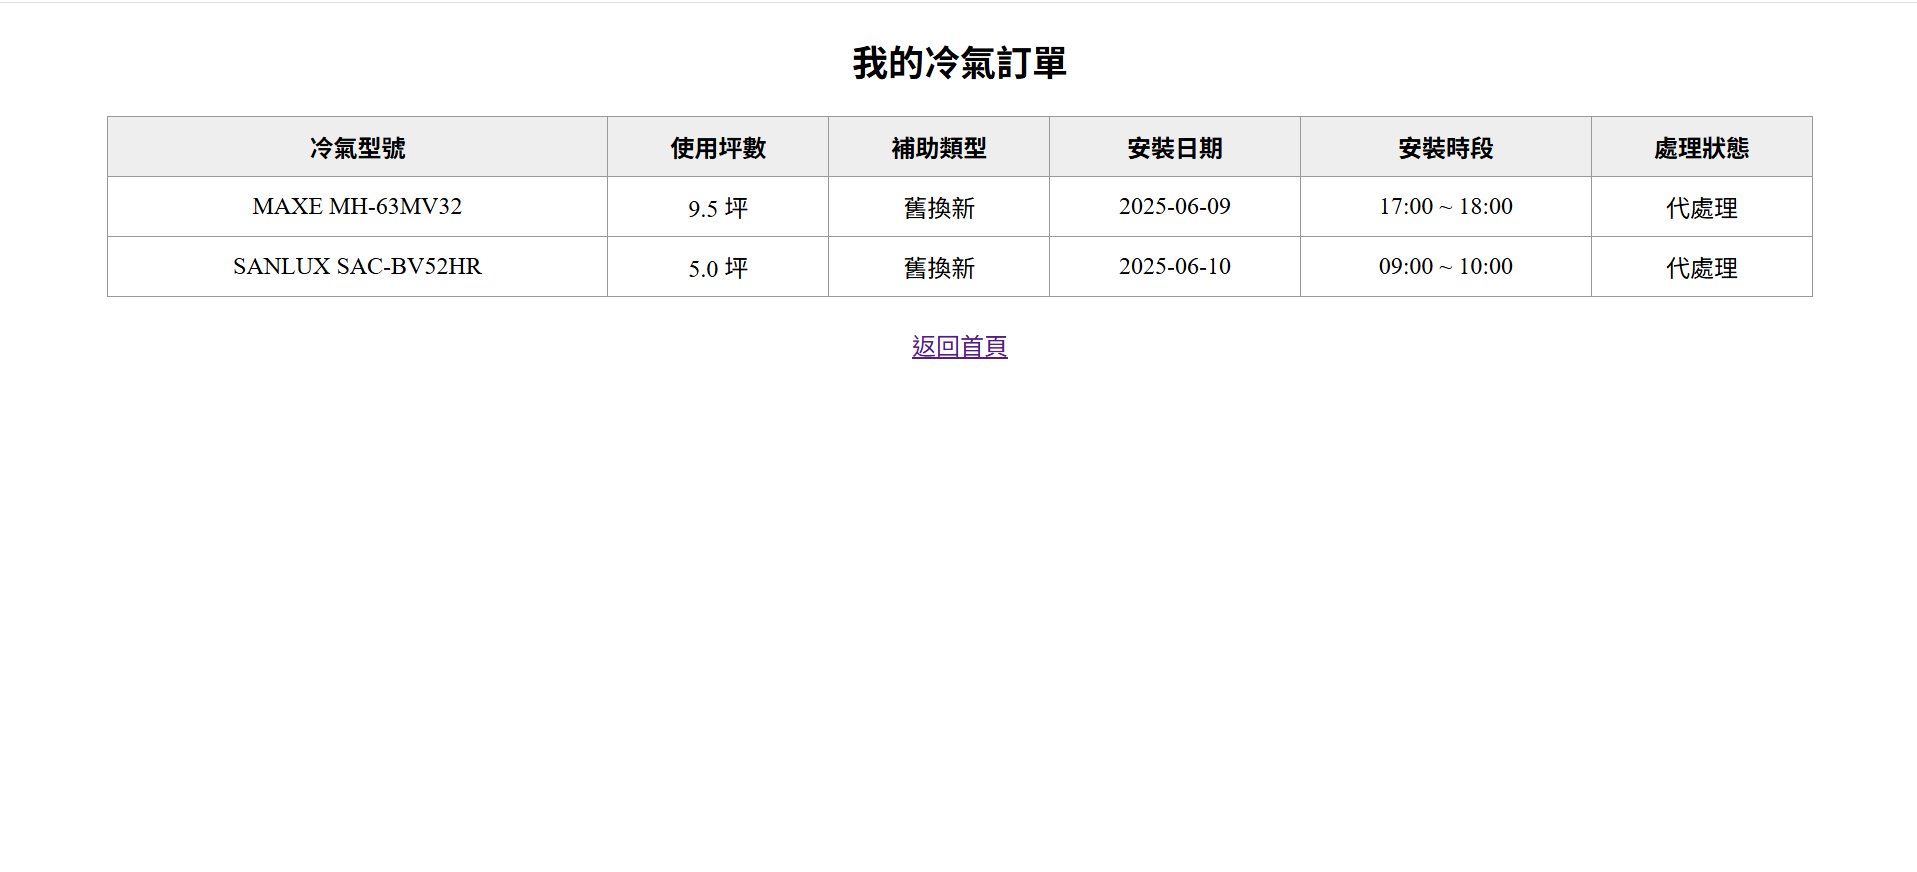 我的冷氣訂單
冷氣型號 使用坪數 補助類型 安裝日期 安裝時段 處理狀態
MAXE MH-63MV32 9.5 坪 舊換新 2025-06-09 17:00 ~ 18:00 代處理
SANLUX SAC-BV52HR 5.0 坪 舊換新 2025-06-10 09:00 ~ 10:00 代處理
返回首頁